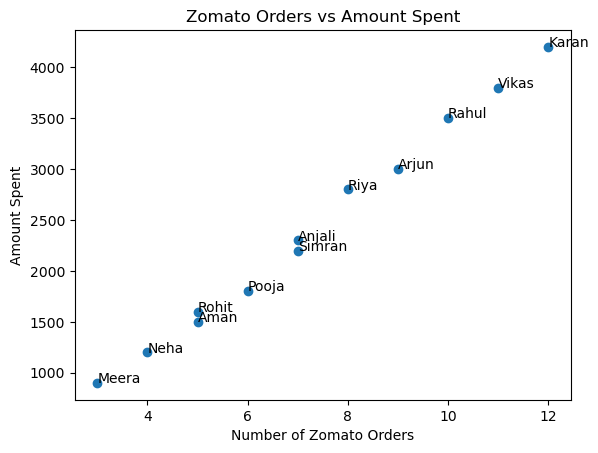 Zomato Orders vs Amount Spent
Karan
4000
Vikas
3500
Rahul
3000
Arjun
Riya
2500
Anjali
Simran
2000
Pooja
Rohit
1500
Aman
Neha
1000
Meera
4 6 8 10 12
Number of Zomato Orders
Amount Spent